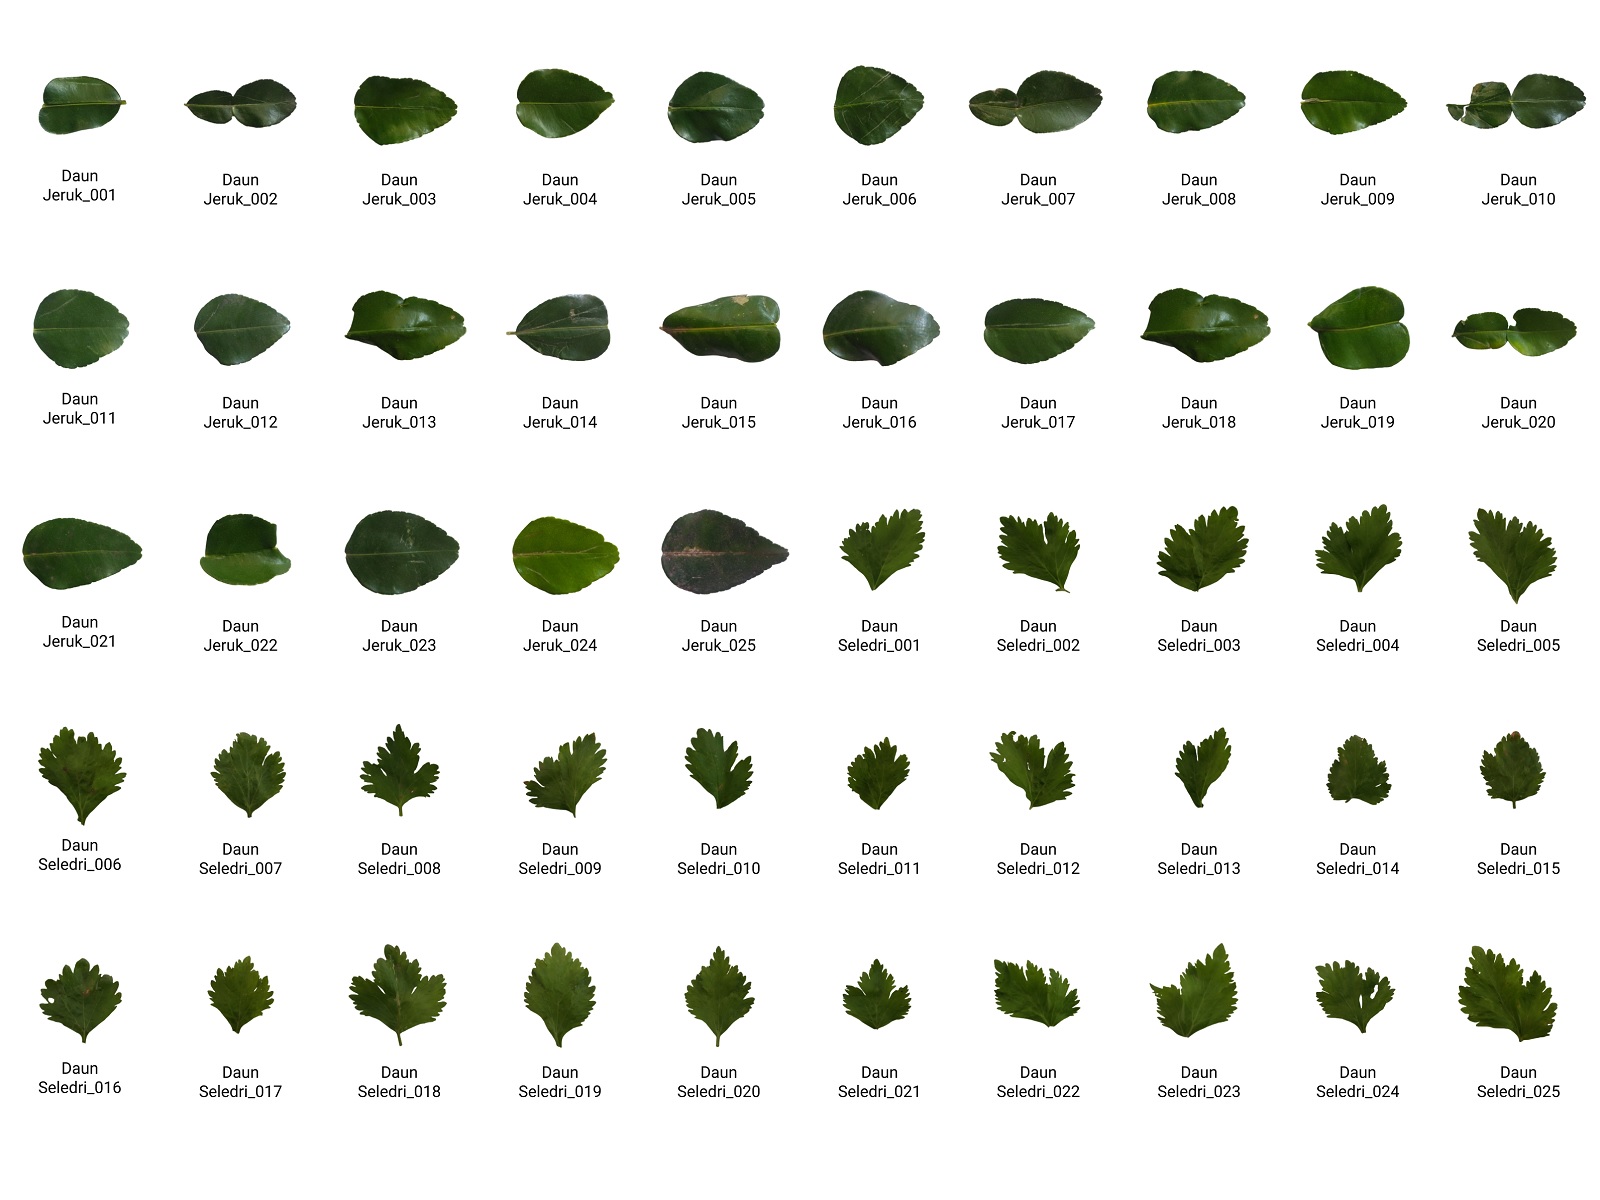 Daun
Jeruk_001
Daun
Jeruk_002
Daun
Jeruk_003
Daun
Jeruk_004
Daun
Jeruk_005
Daun
Jeruk_006
Daun
Jeruk_007
Daun
Jeruk_008
Daun
Jeruk_009
Daun
Jeruk_010
Daun
Jeruk_011
Daun
Jeruk_012
Daun
Jeruk_013
Daun
Jeruk_014
Daun
Jeruk_015
Daun
Jeruk_016
Daun
Jeruk_017
Daun
Jeruk_018
Daun
Jeruk_019
Daun
Jeruk_020
Daun
Jeruk_021
Daun
Jeruk_022
Daun
Jeruk_023
Daun
Jeruk_024
Daun
Jeruk_025
Daun
Seledri_001
Daun
Seledri_002
Daun
Seledri_003
Daun
Seledri_004
Daun
Seledri_005
Daun
Seledri_006
Daun
Seledri_007
Daun
Seledri_008
Daun
Seledri_009
Daun
Seledri_010
Daun
Seledri_011
Daun
Seledri_012
Daun
Seledri_013
Daun
Seledri_014
Daun
Seledri_015
Daun
Seledri_016
Daun
Seledri_017
Daun
Seledri_018
Daun
Seledri_019
Daun
Seledri_020
Daun
Seledri_021
Daun
Seledri_022
Daun
Seledri_023
Daun
Seledri_024
Daun
Seledri_025